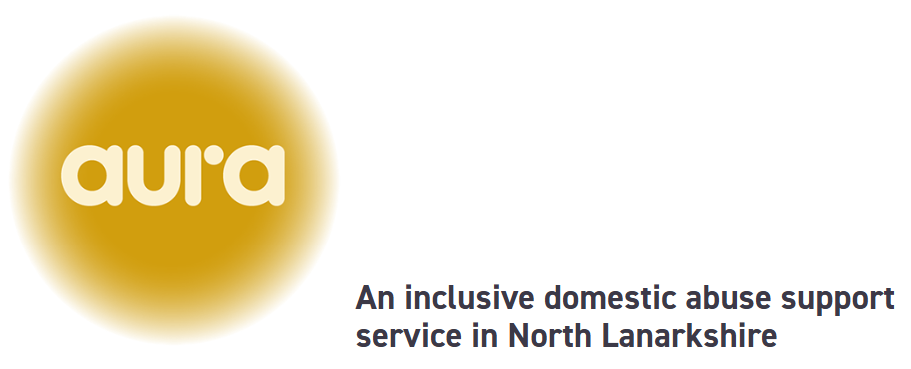 aura
An inclusive domestic abuse support
service in North Lanarkshire